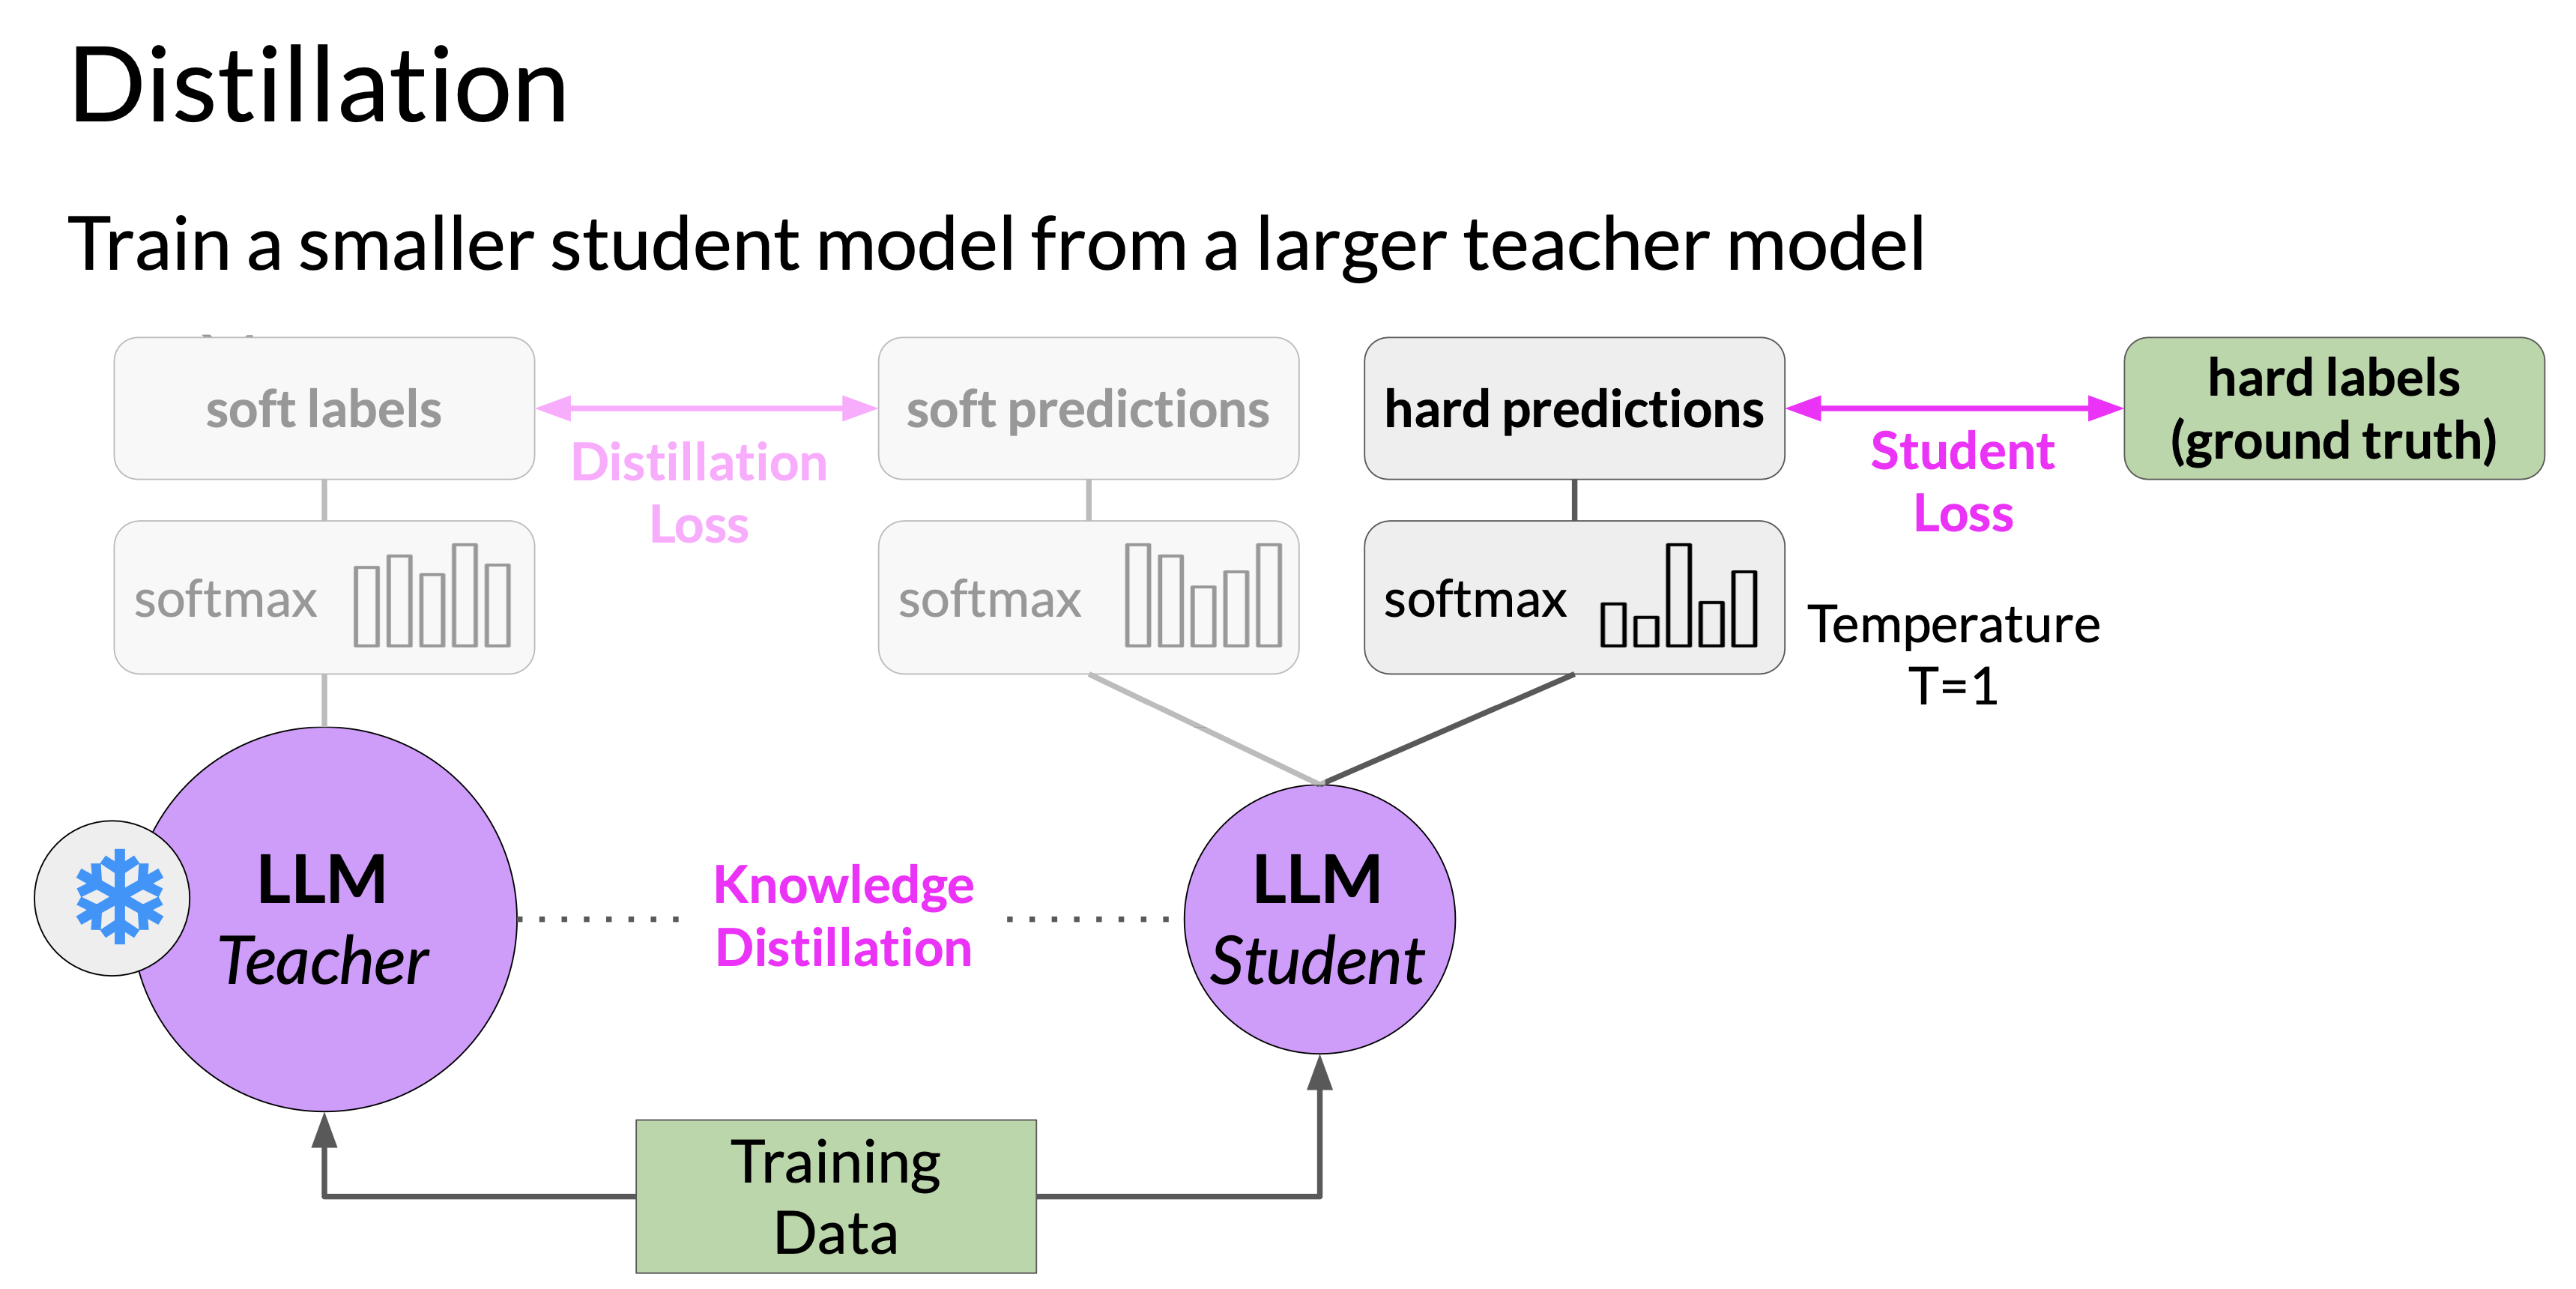 Distillation
Train a smaller student model from a larger teacher model
soft labels
Distillation
Loss
soft predictions
hard predictions
Student
Loss
hard labels
(ground truth)
softmax
softmax
softmax
Temperature
T=1
LLM
Teacher
Knowledge
Distillation
LLM
Student
Training
Data